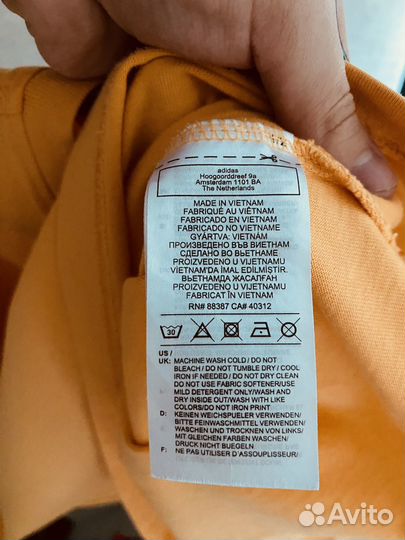 adidas
Hoogoorddreef 9a
Amsterdam 1101 BA
The Netherlands
MADE IN VIETNAM
FABRIQUÉ AU VIÊTNAM
FABRICADO EN VIETNAM
FABRICADO NO VIETNAM
GYÁRTVA: VIETNÁM
ПРОИЗВЕДЕНО ВЪВ ВИЕТНАМ
СДЕЛАНО ВО ВЬЕТНАМЕ
PROIZVEDENO U VIJETNAMU
VİETNAM'DA İMAL EDİLMİŞTİR.
ВЬЕТНАМДА ЖАСАЛҒАН
PROIZVEDENO U VIJETNAMU
FABRICAT ÎN VIETNAM
RN# 88387 CA# 40312
30
US /
UK: MACHINE WASH COLD / DO NOT
BLEACH / DO NOT TUMBLE DRY / COOL
IRON IF NEEDED / DO NOT DRY CLEAN
DO NOT USE FABRIC SOFTENER/USE
MILD DETERGENT ONLY/WASH AND
DRY INSIDE OUT/WASH WITH LIKE
COLORS/DO NOT IRON PRINT
D: KEINEN WEICHSPUELER VERWENDEN/
BITTE FEINWASCHMITTEL VERWENDEN/
WASCHEN UND TROCKNEN VON LINKS/
MIT GLEICHEN FARBEN WASCHEN/
DRUCK NICHT BUEGELN
F: NE PAS UTILISER D'ASSOUPLISSEUR/
Avito